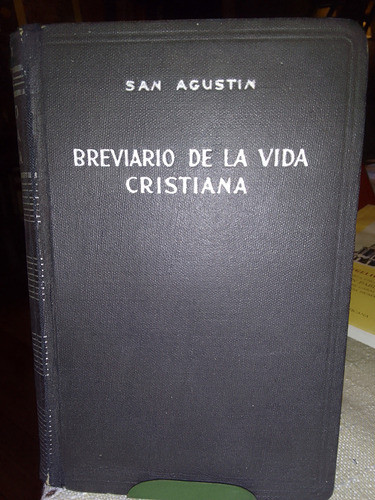 SAN AGUSTIN
BREVIARIO DE LA VIDA
CRISTIANA